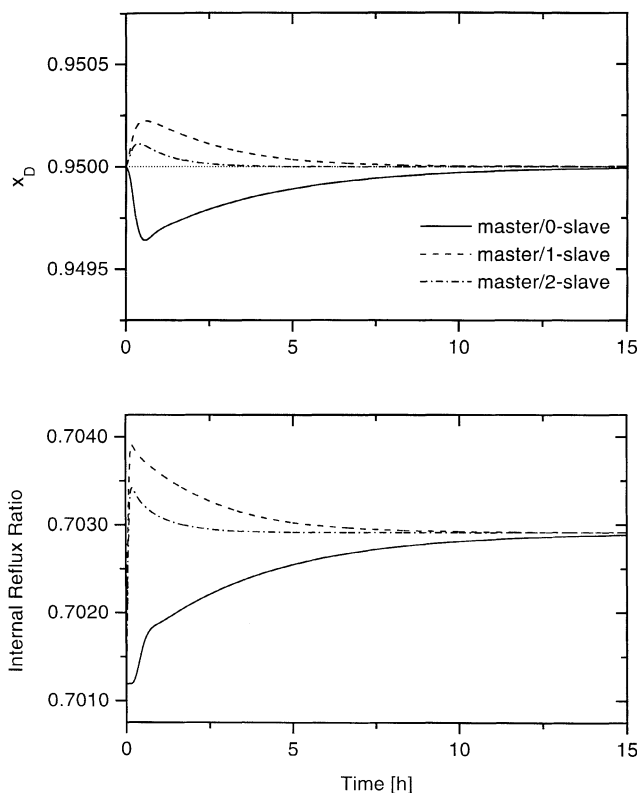 0.9505
0.9500
0.9495
x_D
master/0-slave
master/1-slave
master/2-slave
0 5 10 15
0.7040
0.7030
0.7020
0.7010
Internal Reflux Ratio
0 5 10 15
Time [h]